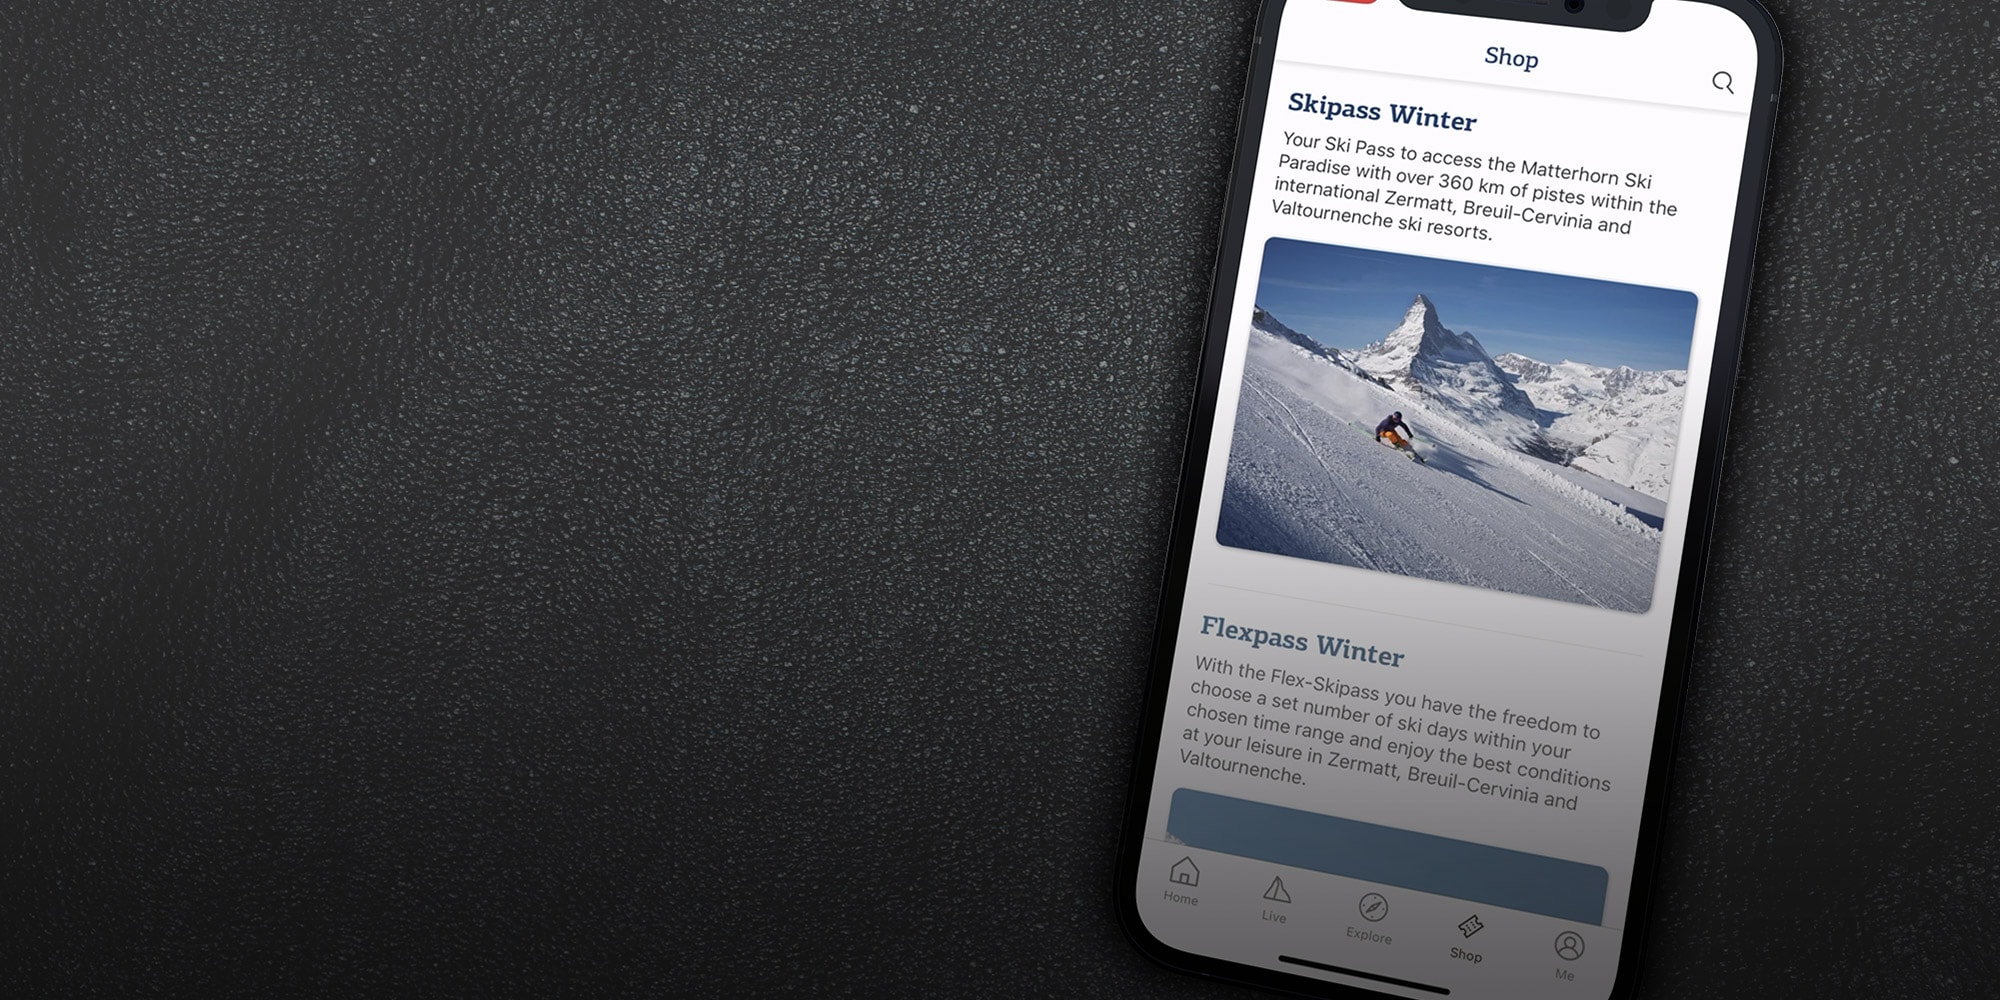 Shop
Skipass Winter
Your Ski Pass to access the Matterhorn Ski
Paradise with over 360 km of pistes within the
international Zermatt, Breuil-Cervinia and
Valtournenche ski resorts.
Flexpass Winter
With the Flex-Skipass you have the freedom to
choose a set number of ski days within your
chosen time range and enjoy the best conditions
at your leisure in Zermatt, Breuil-Cervinia and
Valtournenche.
Home
Live
Explore
Shop
Me